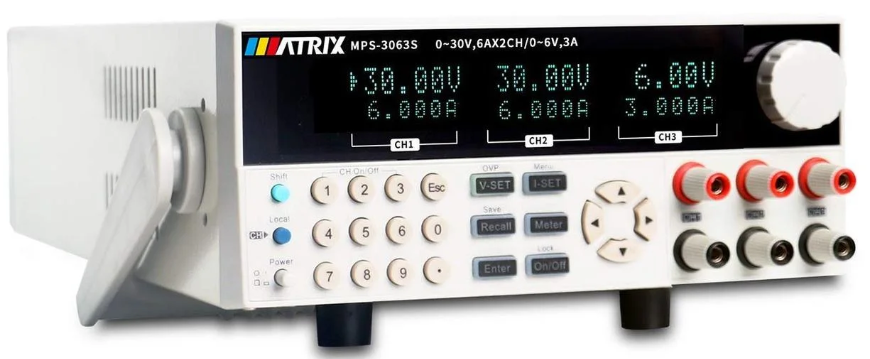 MATRIX MPS-3063S 0~30V,6AX2CH/0~6V,3A
30.00V 30.00V 6.00V
6.000A 6.000A 3.000A
CH1 CH2 CH3
Shift CH.On/Off OVP Menu
1 2 3 Esc V-SET I-SET
Local Save
CH 4 5 6 0 Recall Meter
Power Lock
7 8 9 . Enter On/Off